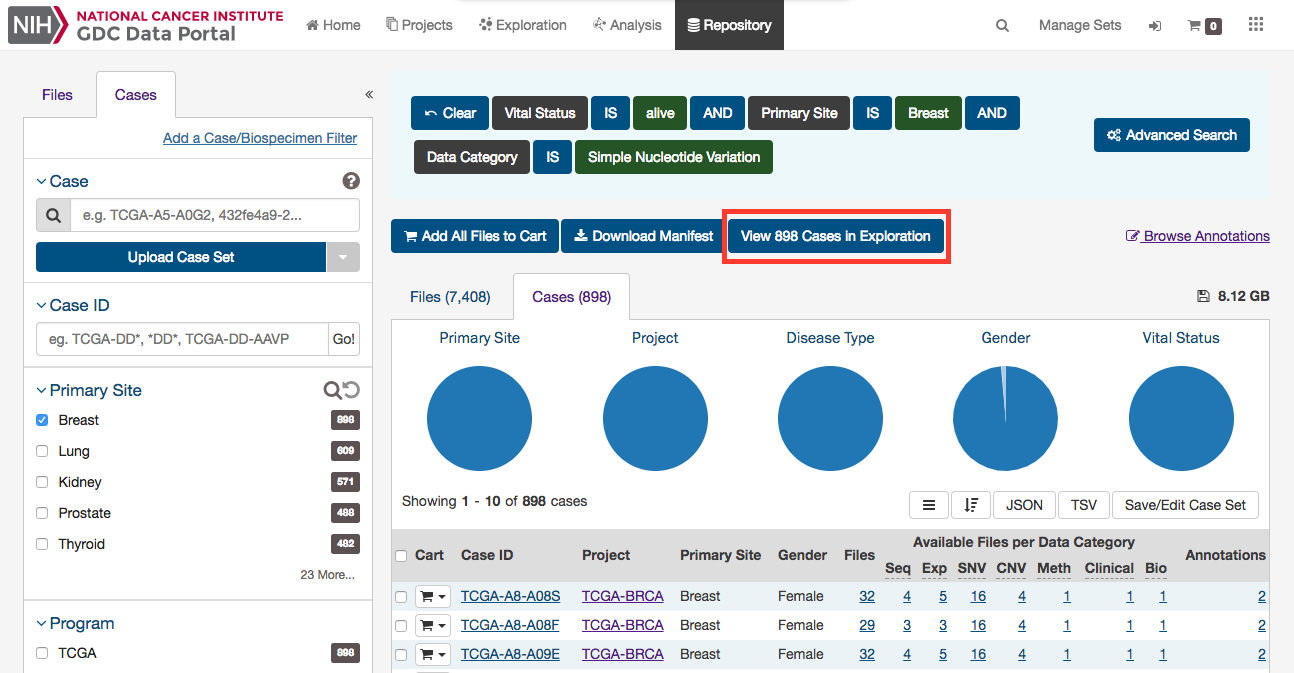 NIH NATIONAL CANCER INSTITUTE
GDC Data Portal
Home Projects Exploration Analysis Repository Manage Sets 0
Files Cases «
Add a Case/Biospecimen Filter
Case ?
e.g. TCGA-A5-A0G2, 432fe4a9-2...
Upload Case Set
Case ID
eg. TCGA-DD*, *DD*, TCGA-DD-AAVP Go!
Primary Site
Breast 898
Lung 609
Kidney 571
Prostate 488
Thyroid 482
23 More...
Program
TCGA 898
Clear Vital Status IS alive AND Primary Site IS Breast AND
Data Category IS Simple Nucleotide Variation
Advanced Search
Add All Files to Cart Download Manifest View 898 Cases in Exploration Browse Annotations
Files (7,408) Cases (898) 8.12 GB
Primary Site Project Disease Type Gender Vital Status
Showing 1 - 10 of 898 cases JSON TSV Save/Edit Case Set
Available Files per Data Category
Cart Case ID Project Primary Site Gender Files Seq Exp SNV CNV Meth Clinical Bio Annotations
TCGA-A8-A08S TCGA-BRCA Breast Female 32 4 5 16 4 1 1 1 2
TCGA-A8-A08F TCGA-BRCA Breast Female 29 3 3 16 4 1 1 1 2
TCGA-A8-A09E TCGA-BRCA Breast Female 32 4 5 16 4 1 1 1 2